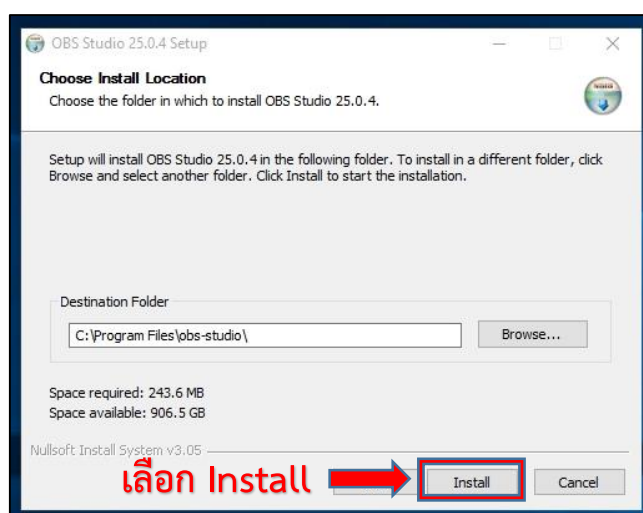 OBS Studio 25.0.4 Setup
Choose Install Location
Choose the folder in which to install OBS Studio 25.0.4.
Setup will install OBS Studio 25.0.4 in the following folder. To install in a different folder, click
Browse and select another folder. Click Install to start the installation.
Destination Folder
C:\Program Files\obs-studio\
Browse...
Space required: 243.6 MB
Space available: 906.5 GB
Nullsoft Install System v3.05
เลือก Install
Install
Cancel